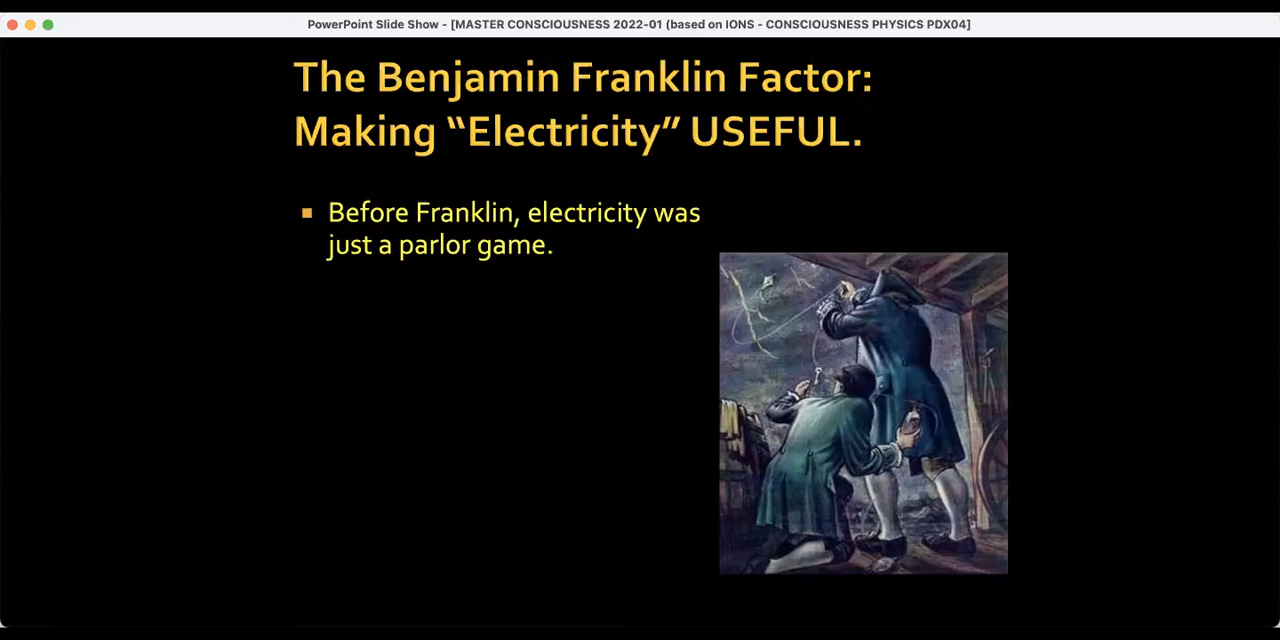 PowerPoint Slide Show - [MASTER CONSCIOUSNESS 2022-01 (based on IONS - CONSCIOUSNESS PHYSICS PDX04]
The Benjamin Franklin Factor:
Making “Electricity” USEFUL.
Before Franklin, electricity was
just a parlor game.